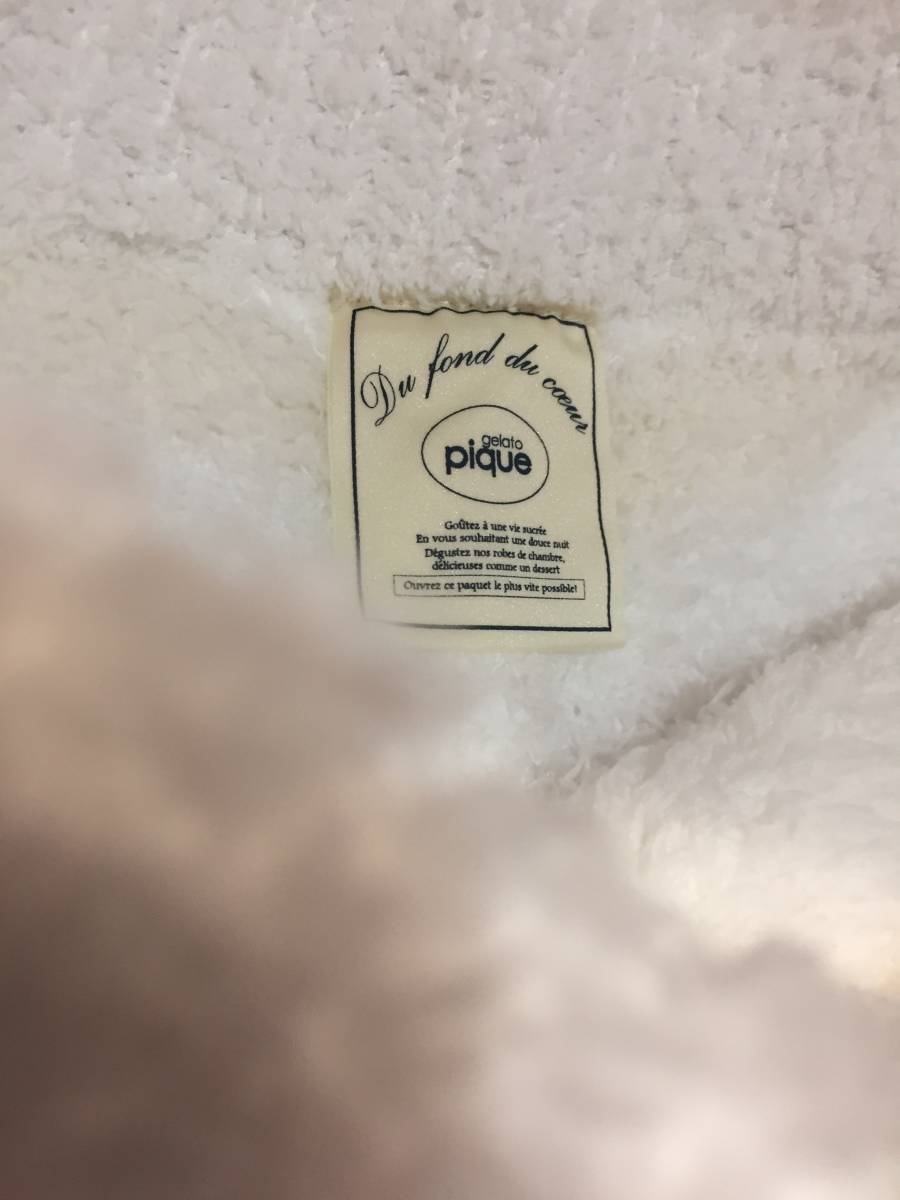 Du fond du cœur
gelato
pique
Goûtez à une vie sucrée
En vous souhaitant une douce nuit
Dégustez nos robes de chambre,
délicieuses comme un dessert
Ouvrez ce paquet le plus vite possible!